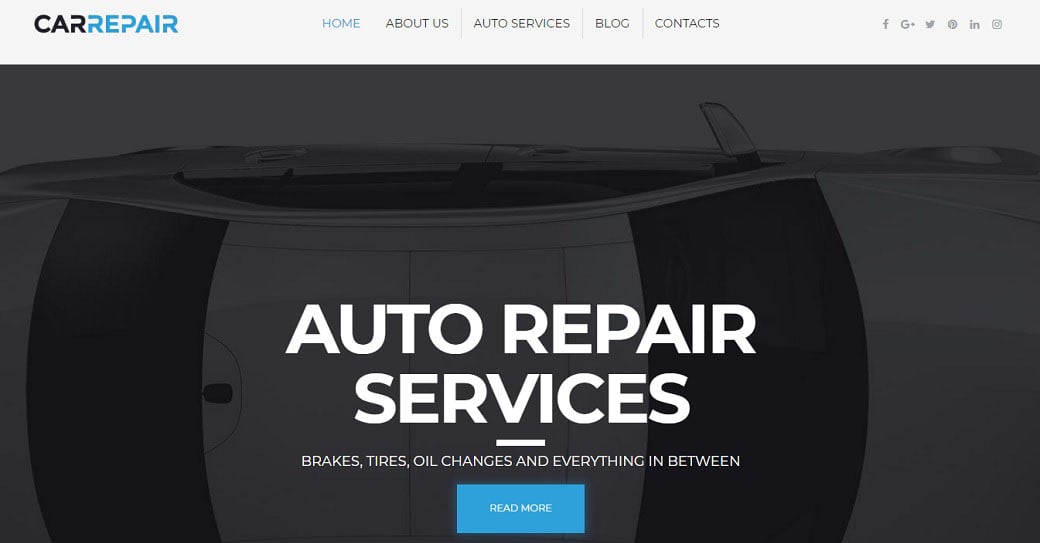 CARREPAIR
HOME ABOUT US AUTO SERVICES BLOG CONTACTS
AUTO REPAIR
SERVICES
BRAKES, TIRES, OIL CHANGES AND EVERYTHING IN BETWEEN
READ MORE